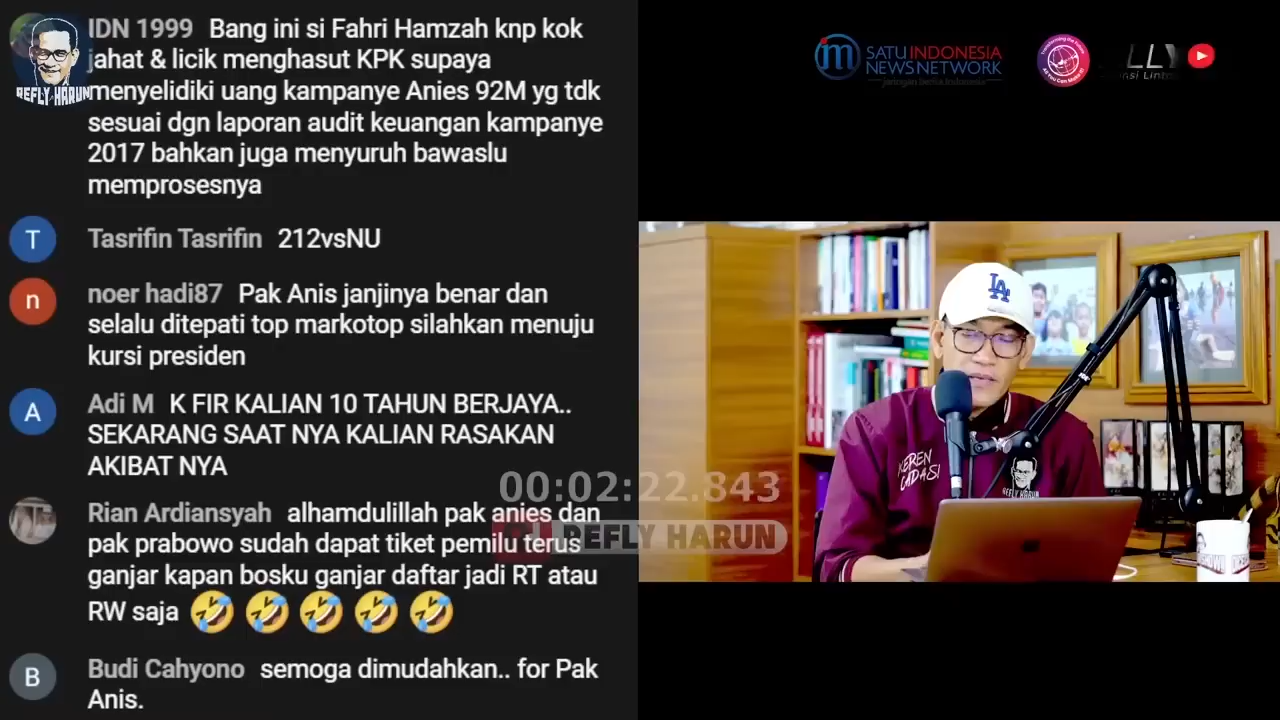 IDN 1999 Bang ini si Fahri Hamzah knp kok
jahat & licik menghasut KPK supaya
menyelidiki uang kampanye Anies 92M yg tdk
sesuai dgn laporan audit keuangan kampanye
2017 bahkan juga menyuruh bawaslu
memprosesnya
REFLY HARUN
T
Tasrifin Tasrifin 212vsNU
n
noer hadi87 Pak Anis janjinya benar dan
selalu ditepati top markotop silahkan menuju
kursi presiden
A
Adi M K FIR KALIAN 10 TAHUN BERJAYA..
SEKARANG SAAT NYA KALIAN RASAKAN
AKIBAT NYA
Rian Ardiansyah alhamdulillah pak anies dan
pak prabowo sudah dapat tiket pemilu terus
ganjar kapan bosku ganjar daftar jadi RT atau
RW saja 🤣 🤣 🤣 🤣 🤣
B
Budi Cahyono semoga dimudahkan.. for Pak
Anis.
00:02:22.843
REFLY HARUN
SATU INDONESIA
NEWS NETWORK
LLY
LA
KEREN
CADAS!
REFLY HARUN